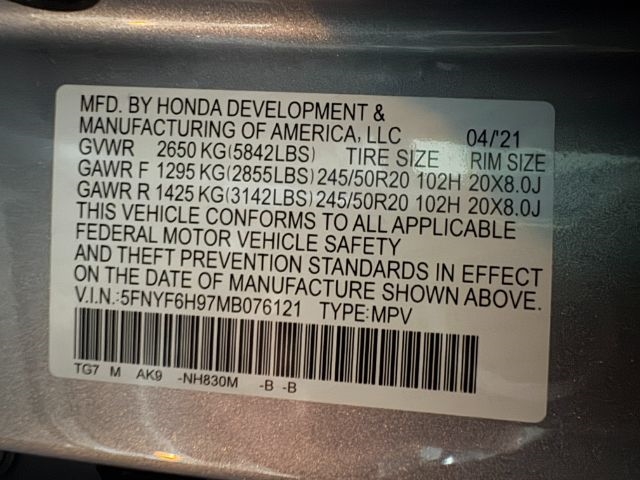 MFD. BY HONDA DEVELOPMENT &
MANUFACTURING OF AMERICA, LLC 04/'21
GVWR 2650 KG(5842LBS) TIRE SIZE RIM SIZE
GAWR F 1295 KG(2855LBS) 245/50R20 102H 20X8.0J
GAWR R 1425 KG(3142LBS) 245/50R20 102H 20X8.0J
THIS VEHICLE CONFORMS TO ALL APPLICABLE
FEDERAL MOTOR VEHICLE SAFETY
AND THEFT PREVENTION STANDARDS IN EFFECT
ON THE DATE OF MANUFACTURE SHOWN ABOVE.
V.I.N.:5FNYF6H97MB076121 TYPE:MPV
TG7 M AK9 -NH830M -B -B